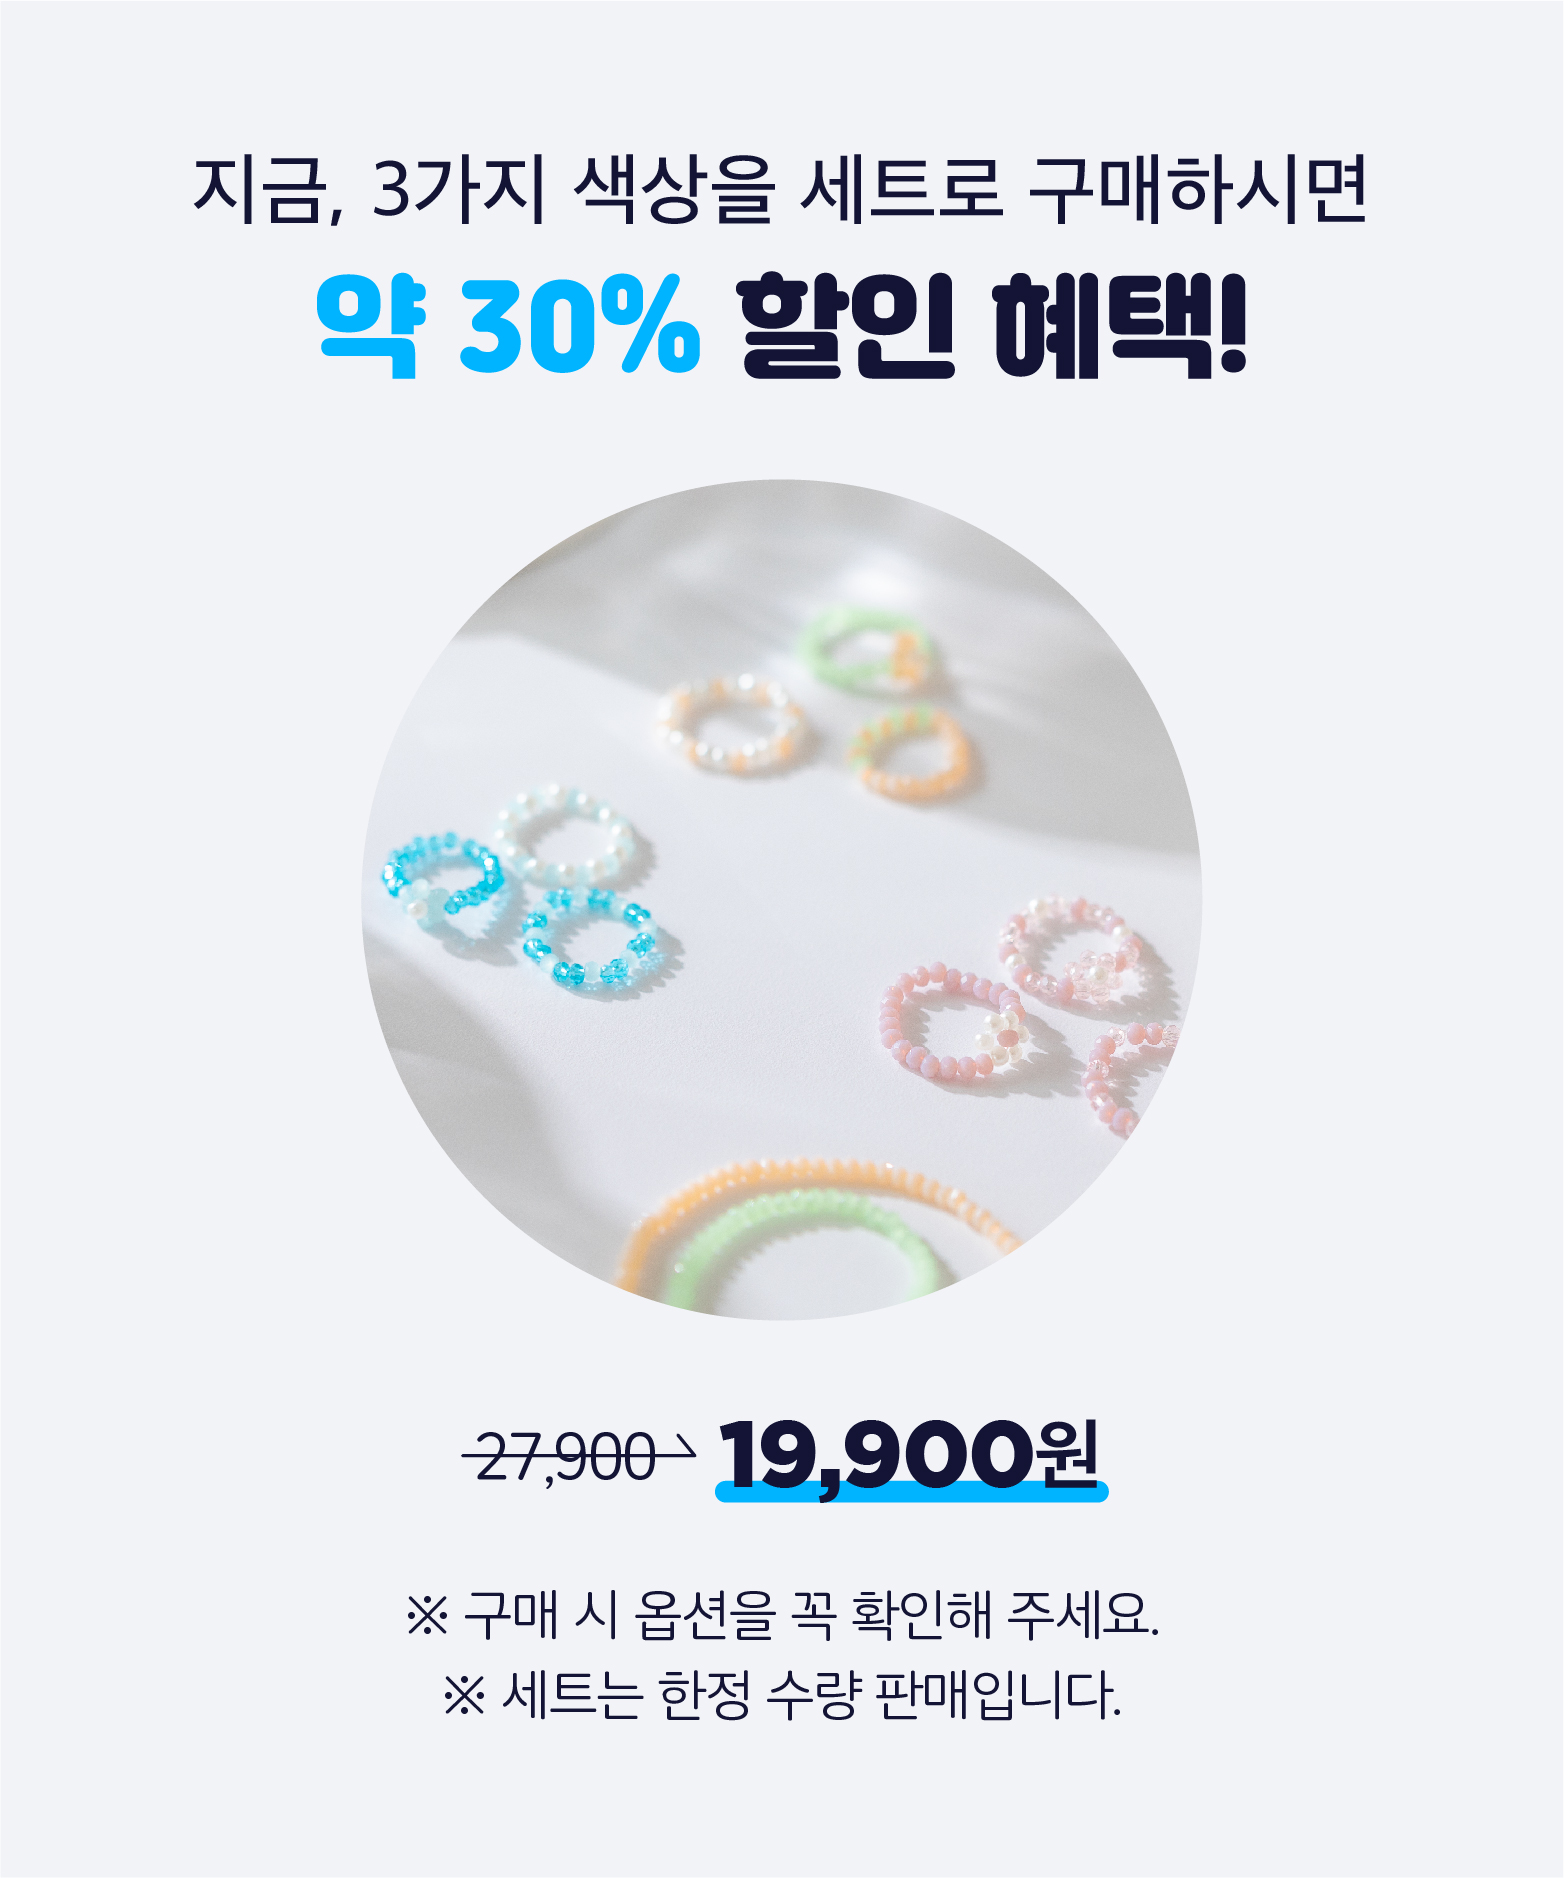 지금, 3가지 색상을 세트로 구매하시면
약 30% 할인 혜택!
27,900 19,900원
※ 구매 시 옵션을 꼭 확인해 주세요.
※ 세트는 한정 수량 판매입니다.